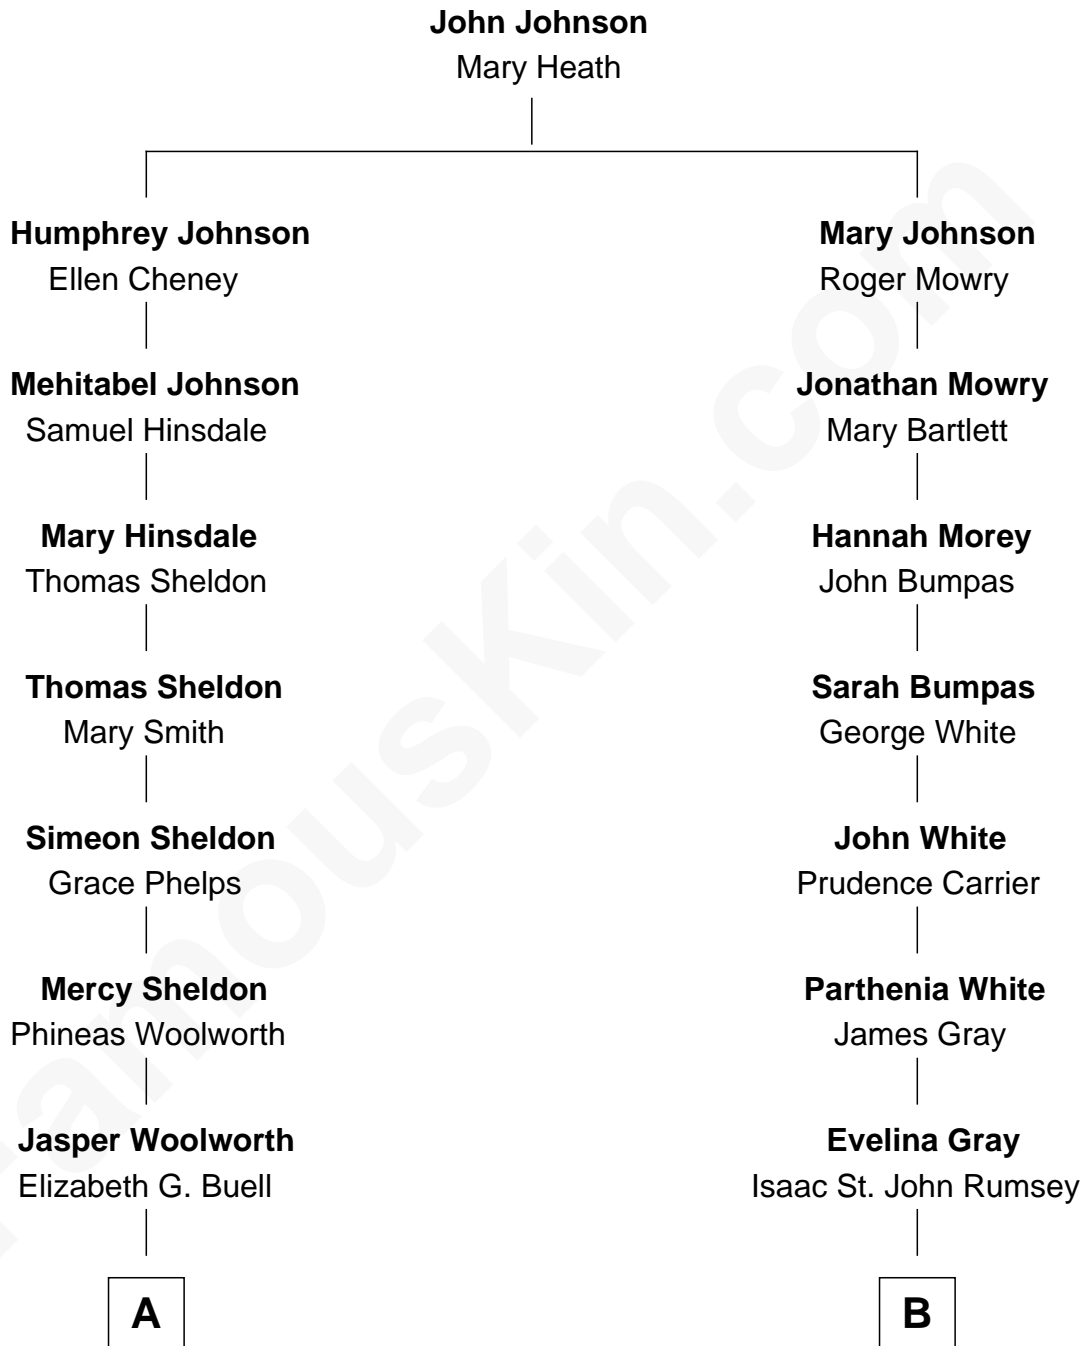 John Johnson
Mary Heath
Humphrey Johnson
Ellen Cheney
Mary Johnson
Roger Mowry
Mehitabel Johnson
Samuel Hinsdale
Jonathan Mowry
Mary Bartlett
Mary Hinsdale
Thomas Sheldon
Hannah Morey
John Bumpas
Thomas Sheldon
Mary Smith
Sarah Bumpas
George White
Simeon Sheldon
Grace Phelps
John White
Prudence Carrier
Mercy Sheldon
Phineas Woolworth
Parthenia White
James Gray
Jasper Woolworth
Elizabeth G. Buell
Evelina Gray
Isaac St. John Rumsey
A
B
FamousKin.com